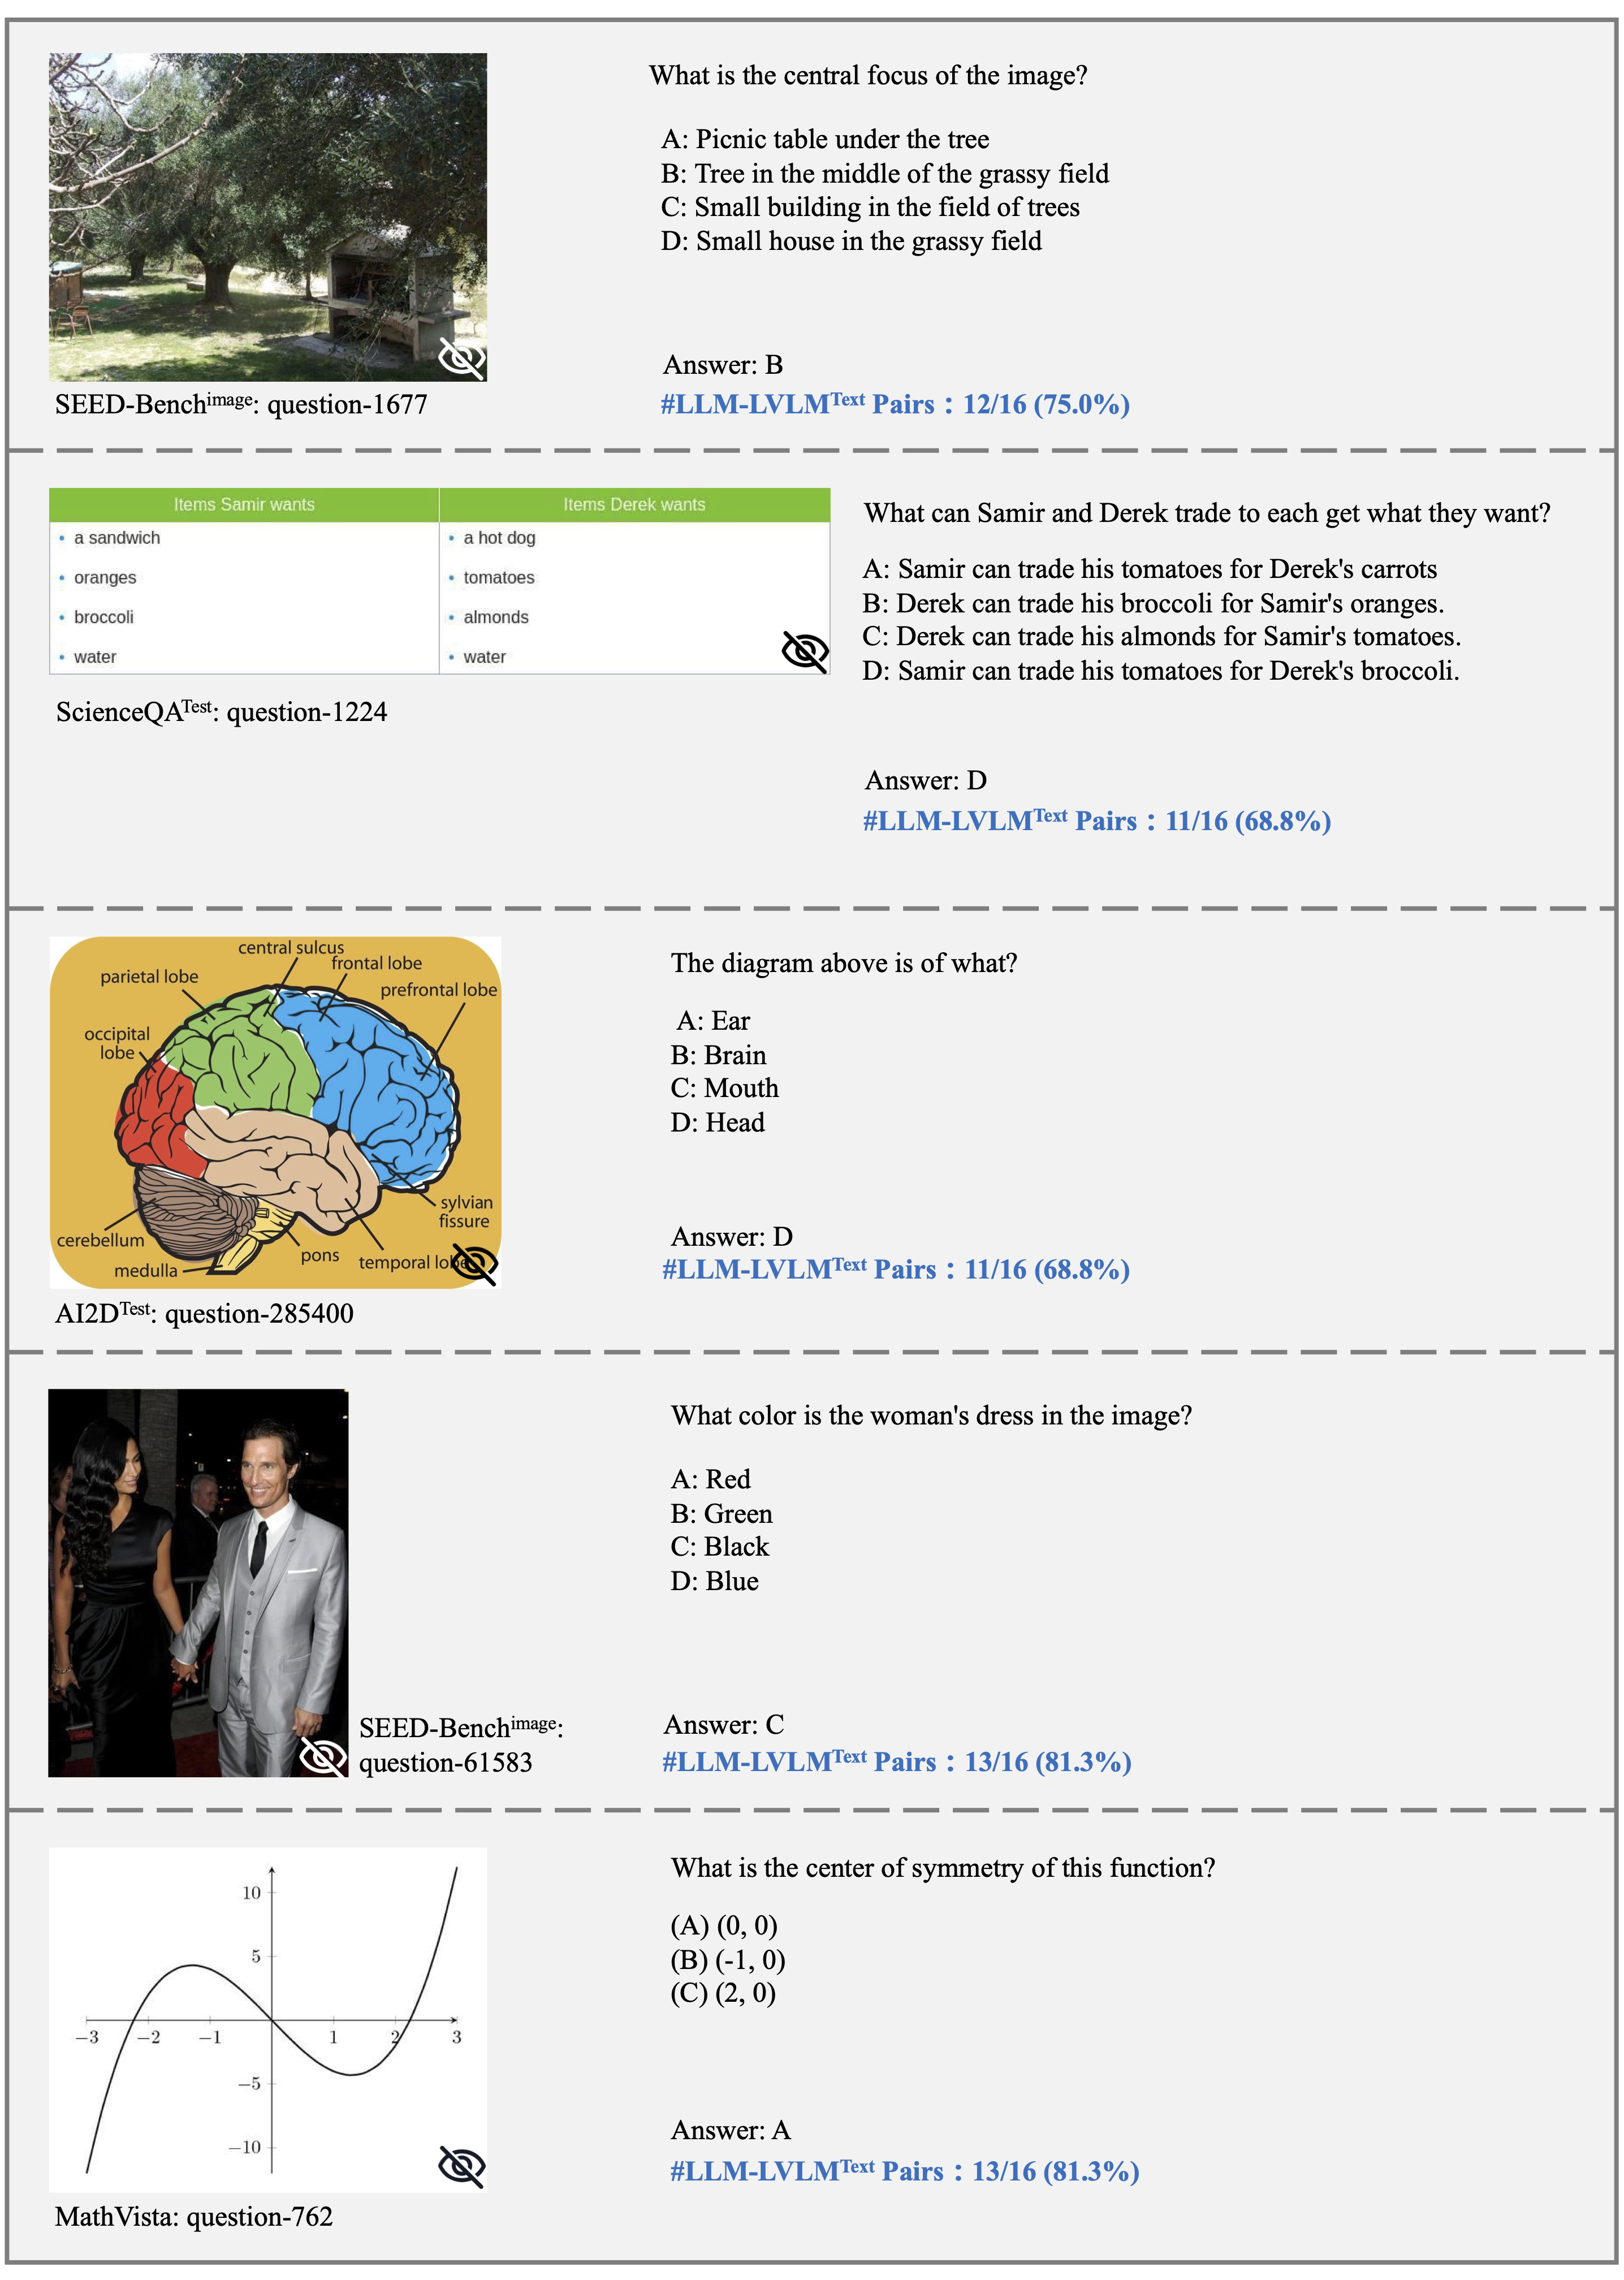 What is the central focus of the image?
A: Picnic table under the tree
B: Tree in the middle of the grassy field
C: Small building in the field of trees
D: Small house in the grassy field
Answer: B
SEED-Bench^image: question-1677
#LLM-LVLM^Text Pairs : 12/16 (75.0%)
Items Samir wants
Items Derek wants
• a sandwich
• a hot dog
• oranges
• tomatoes
• broccoli
• almonds
• water
• water
ScienceQA^Test: question-1224
What can Samir and Derek trade to each get what they want?
A: Samir can trade his tomatoes for Derek's carrots
B: Derek can trade his broccoli for Samir's oranges.
C: Derek can trade his almonds for Samir's tomatoes.
D: Samir can trade his tomatoes for Derek's broccoli.
Answer: D
#LLM-LVLM^Text Pairs : 11/16 (68.8%)
central sulcus
frontal lobe
parietal lobe
prefrontal lobe
occipital
lobe
sylvian
fissure
cerebellum
pons
temporal
medulla
AI2D^Test: question-285400
The diagram above is of what?
A: Ear
B: Brain
C: Mouth
D: Head
Answer: D
#LLM-LVLM^Text Pairs : 11/16 (68.8%)
SEED-Bench^image:
question-61583
What color is the woman's dress in the image?
A: Red
B: Green
C: Black
D: Blue
Answer: C
#LLM-LVLM^Text Pairs : 13/16 (81.3%)
10
5
−3
−2
−1
1
2
3
−5
−10
MathVista: question-762
What is the center of symmetry of this function?
(A) (0, 0)
(B) (-1, 0)
(C) (2, 0)
Answer: A
#LLM-LVLM^Text Pairs : 13/16 (81.3%)